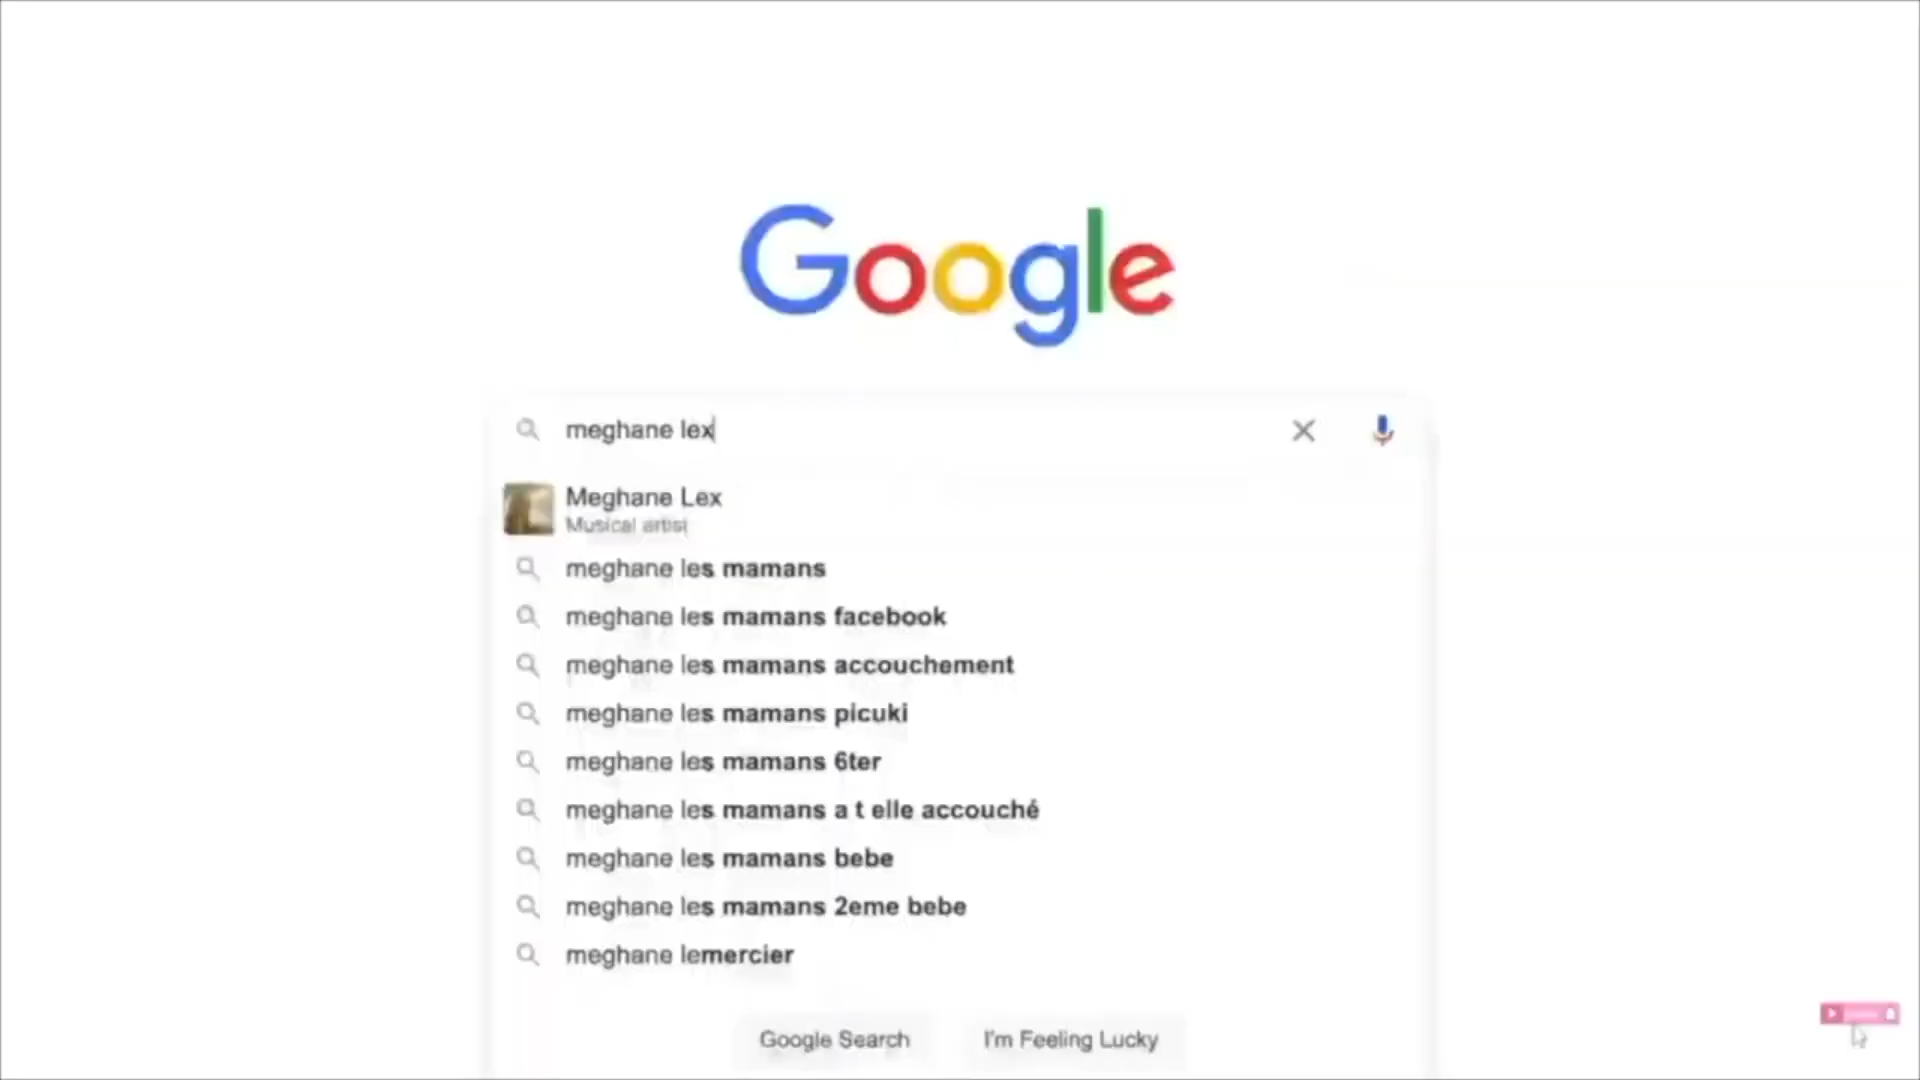 Google
meghane lex
Meghane Lex
Musical artist
meghane les mamans
meghane les mamans facebook
meghane les mamans accouchement
meghane les mamans picuki
meghane les mamans 6ter
meghane les mamans a t elle accouché
meghane les mamans bebe
meghane les mamans 2eme bebe
meghane lemercier
Google Search
I'm Feeling Lucky